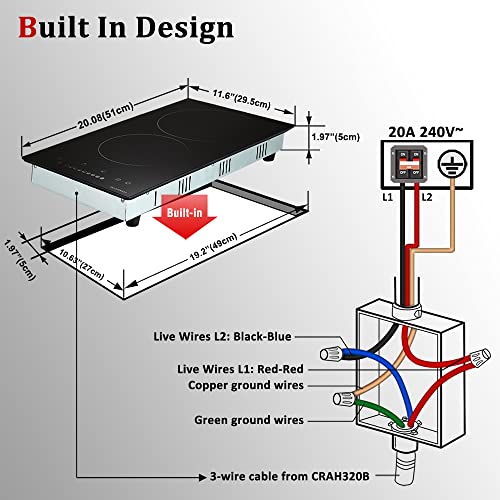 Built In Design
20.08"(51cm)
11.6"(29.5cm)
1.97"(5cm)
20A 240V~
ON ON
OFF OFF
L1 L2
Built-in
1.97"(5cm)
10.63"(27cm)
19.2"(49cm)
Live Wires L2: Black-Blue
Live Wires L1: Red-Red
Copper ground wires
Green ground wires
3-wire cable from CRAH320B